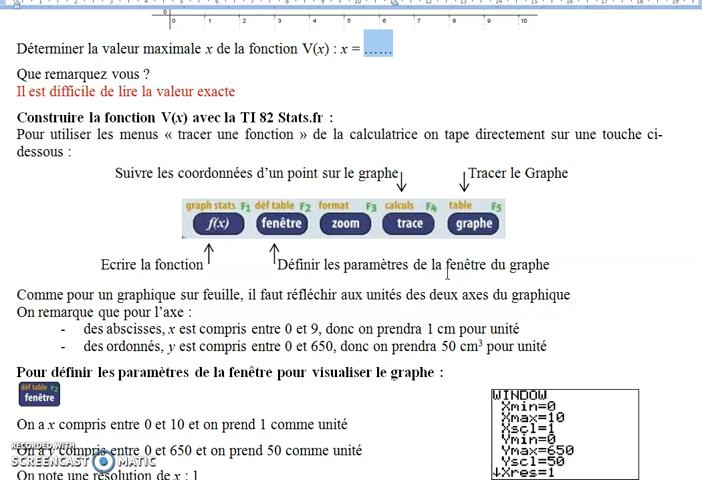 0 1 2 3 4 5 6 7 8 9 10
Déterminer la valeur maximale x de la fonction V(x) : x = ......
Que remarquez vous ?
Il est difficile de lire la valeur exacte
Construire la fonction V(x) avec la TI 82 Stats.fr :
Pour utiliser les menus « tracer une fonction » de la calculatrice on tape directement sur une touche ci-
dessous :
Suivre les coordonnées d'un point sur le graphe Tracer le Graphe
graph stats F1 déf table F2 format F3 calculs F4 table F5
f(x) fenêtre zoom trace graphe
Ecrire la fonction Définir les paramètres de la fenêtre du graphe
Comme pour un graphique sur feuille, il faut réfléchir aux unités des deux axes du graphique
On remarque que pour l'axe :
- des abscisses, x est compris entre 0 et 9, donc on prendra 1 cm pour unité
- des ordonnés, y est compris entre 0 et 650, donc on prendra 50 cm³ pour unité
Pour définir les paramètres de la fenêtre pour visualiser le graphe :
déf table F2
fenêtre
On a x compris entre 0 et 10 et on prend 1 comme unité
On a y compris entre 0 et 650 et on prend 50 comme unité
On note une résolution de x : 1
WINDOW
Xmin=0
Xmax=10
Xscl=1
Ymin=0
Ymax=650
Yscl=50
↓Xres=1
RECORDED WITH
SCREENCAST MATIC